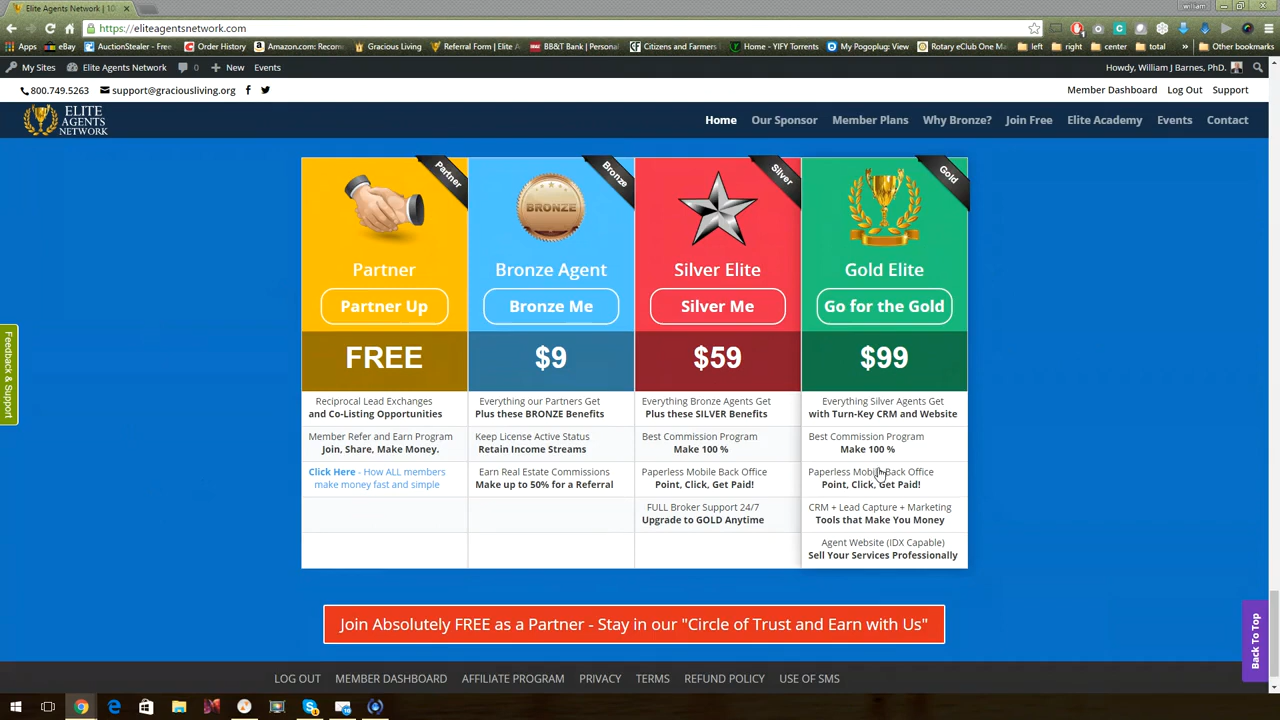 Elite Agents Network | 10
william
https://eliteagentsnetwork.com
Apps eBay AuctionStealer - Free Order History Amazon.com: Recom Gracious Living Referral Form | Elite A BB&T Bank | Personal Citizens and Farmers Home - YIFY Torrents My Pogoplug: View Rotary eClub One M left right center total Other bookmarks
My Sites Elite Agents Network 0 New Events Howdy, William J Barnes, PhD.
800.749.5263 support@graciousliving.org Member Dashboard Log Out Support
ELITE
AGENTS
NETWORK
Home Our Sponsor Member Plans Why Bronze? Join Free Elite Academy Events Contact
Partner Bronze Silver Gold
BRONZE
Partner Bronze Agent Silver Elite Gold Elite
Partner Up Bronze Me Silver Me Go for the Gold
FREE $9 $59 $99
Reciprocal Lead Exchanges Everything our Partners Get Everything Bronze Agents Get Everything Silver Agents Get
and Co-Listing Opportunities Plus these BRONZE Benefits Plus these SILVER Benefits with Turn-Key CRM and Website
Member Refer and Earn Program Keep License Active Status Best Commission Program Best Commission Program
Join, Share, Make Money. Retain Income Streams Make 100 % Make 100 %
Click Here - How ALL members Earn Real Estate Commissions Paperless Mobile Back Office Paperless Mobile Back Office
make money fast and simple Make up to 50% for a Referral Point, Click, Get Paid! Point, Click, Get Paid!
FULL Broker Support 24/7 CRM + Lead Capture + Marketing
Upgrade to GOLD Anytime Tools that Make You Money
Agent Website (IDX Capable)
Sell Your Services Professionally
Feedback & Support
Join Absolutely FREE as a Partner - Stay in our "Circle of Trust and Earn with Us"
Back To Top
LOG OUT MEMBER DASHBOARD AFFILIATE PROGRAM PRIVACY TERMS REFUND POLICY USE OF SMS